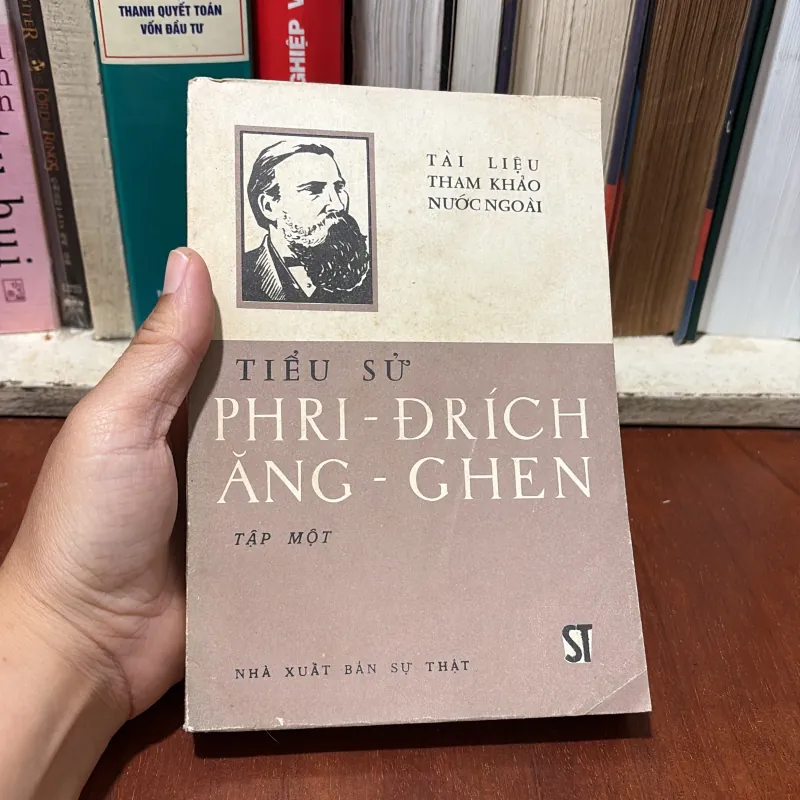 THANH QUYẾT TOÁN
VỐN ĐẦU TƯ
TÀI LIỆU
THAM KHẢO
NƯỚC NGOÀI
TIỂU SỬ
PHRI - ĐRÍCH
ĂNG - GHEN
TẬP MỘT
ST
NHÀ XUẤT BẢN SỰ THẬT